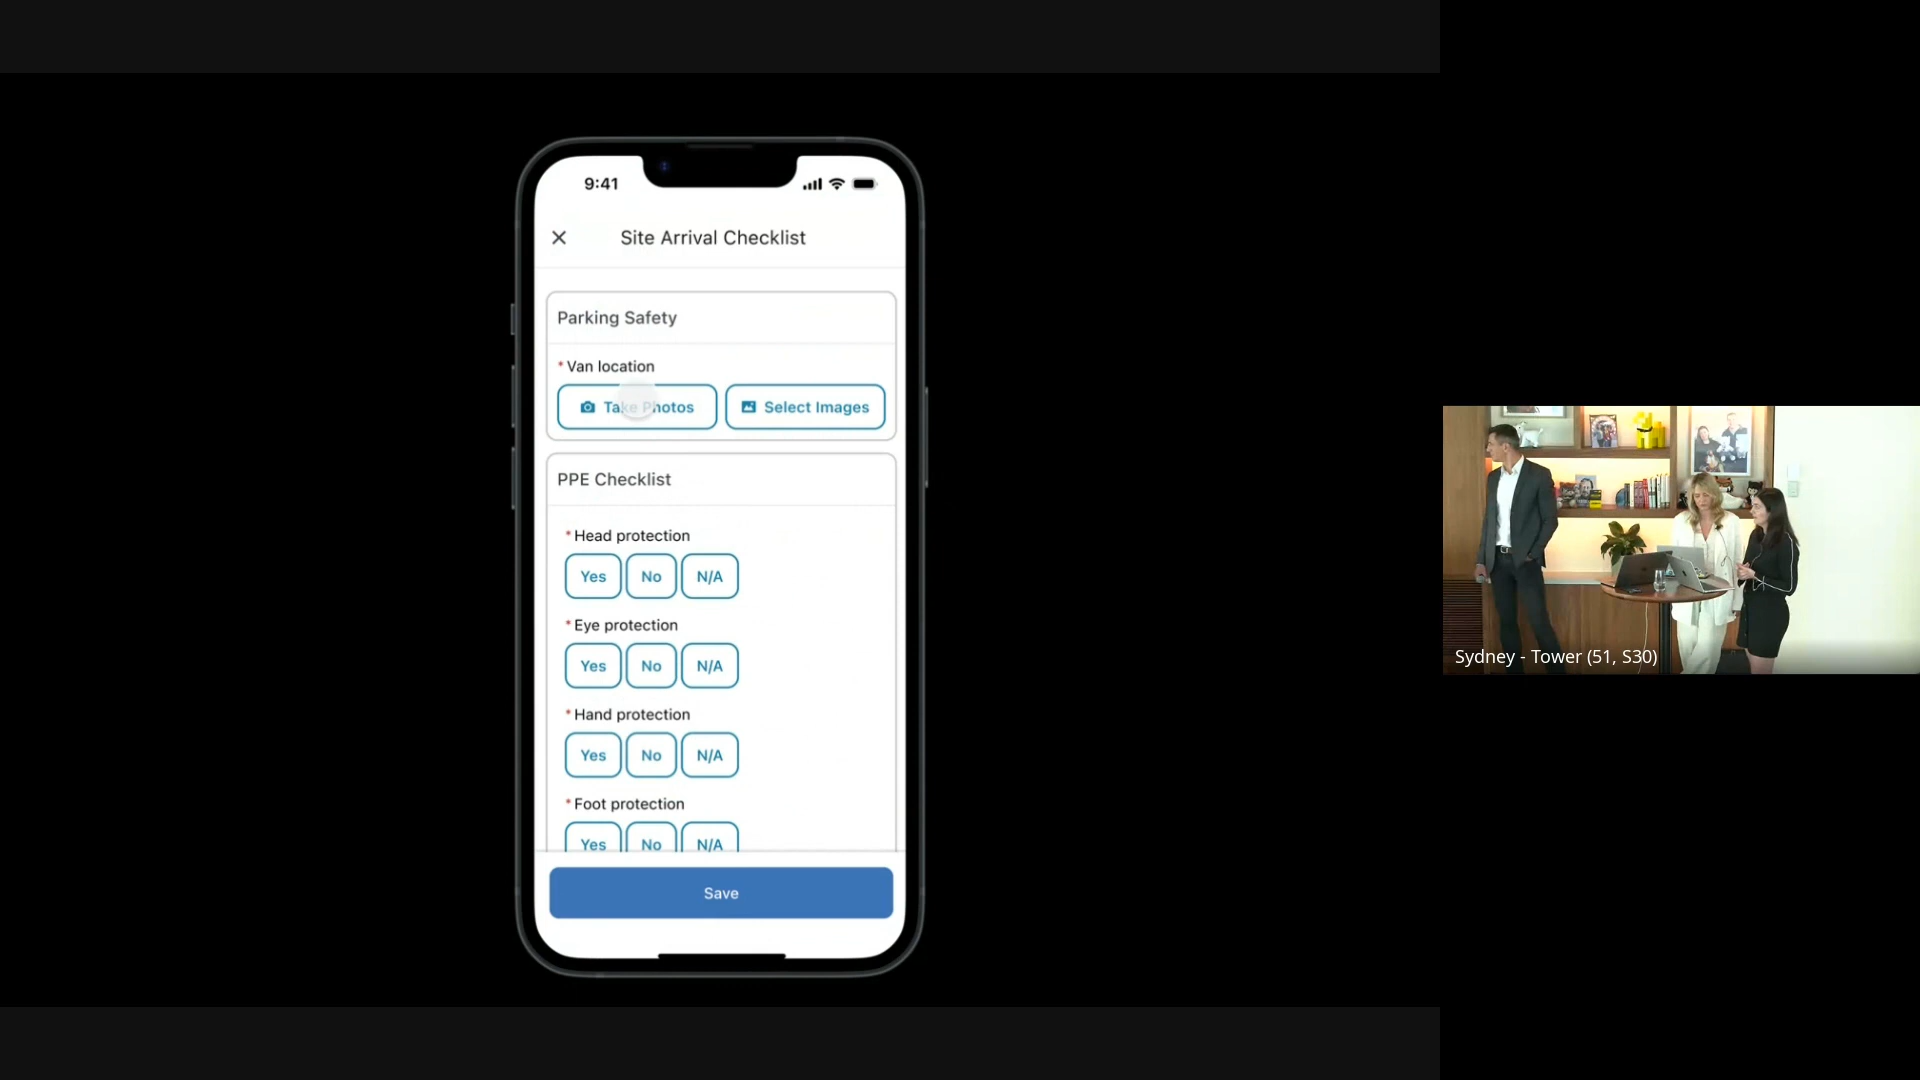 9:41
Site Arrival Checklist
Parking Safety
* Van location
Take Photos Select Images
PPE Checklist
* Head protection
Yes No N/A
* Eye protection
Yes No N/A
* Hand protection
Yes No N/A
* Foot protection
Yes No N/A
Save
Sydney - Tower (51, S30)